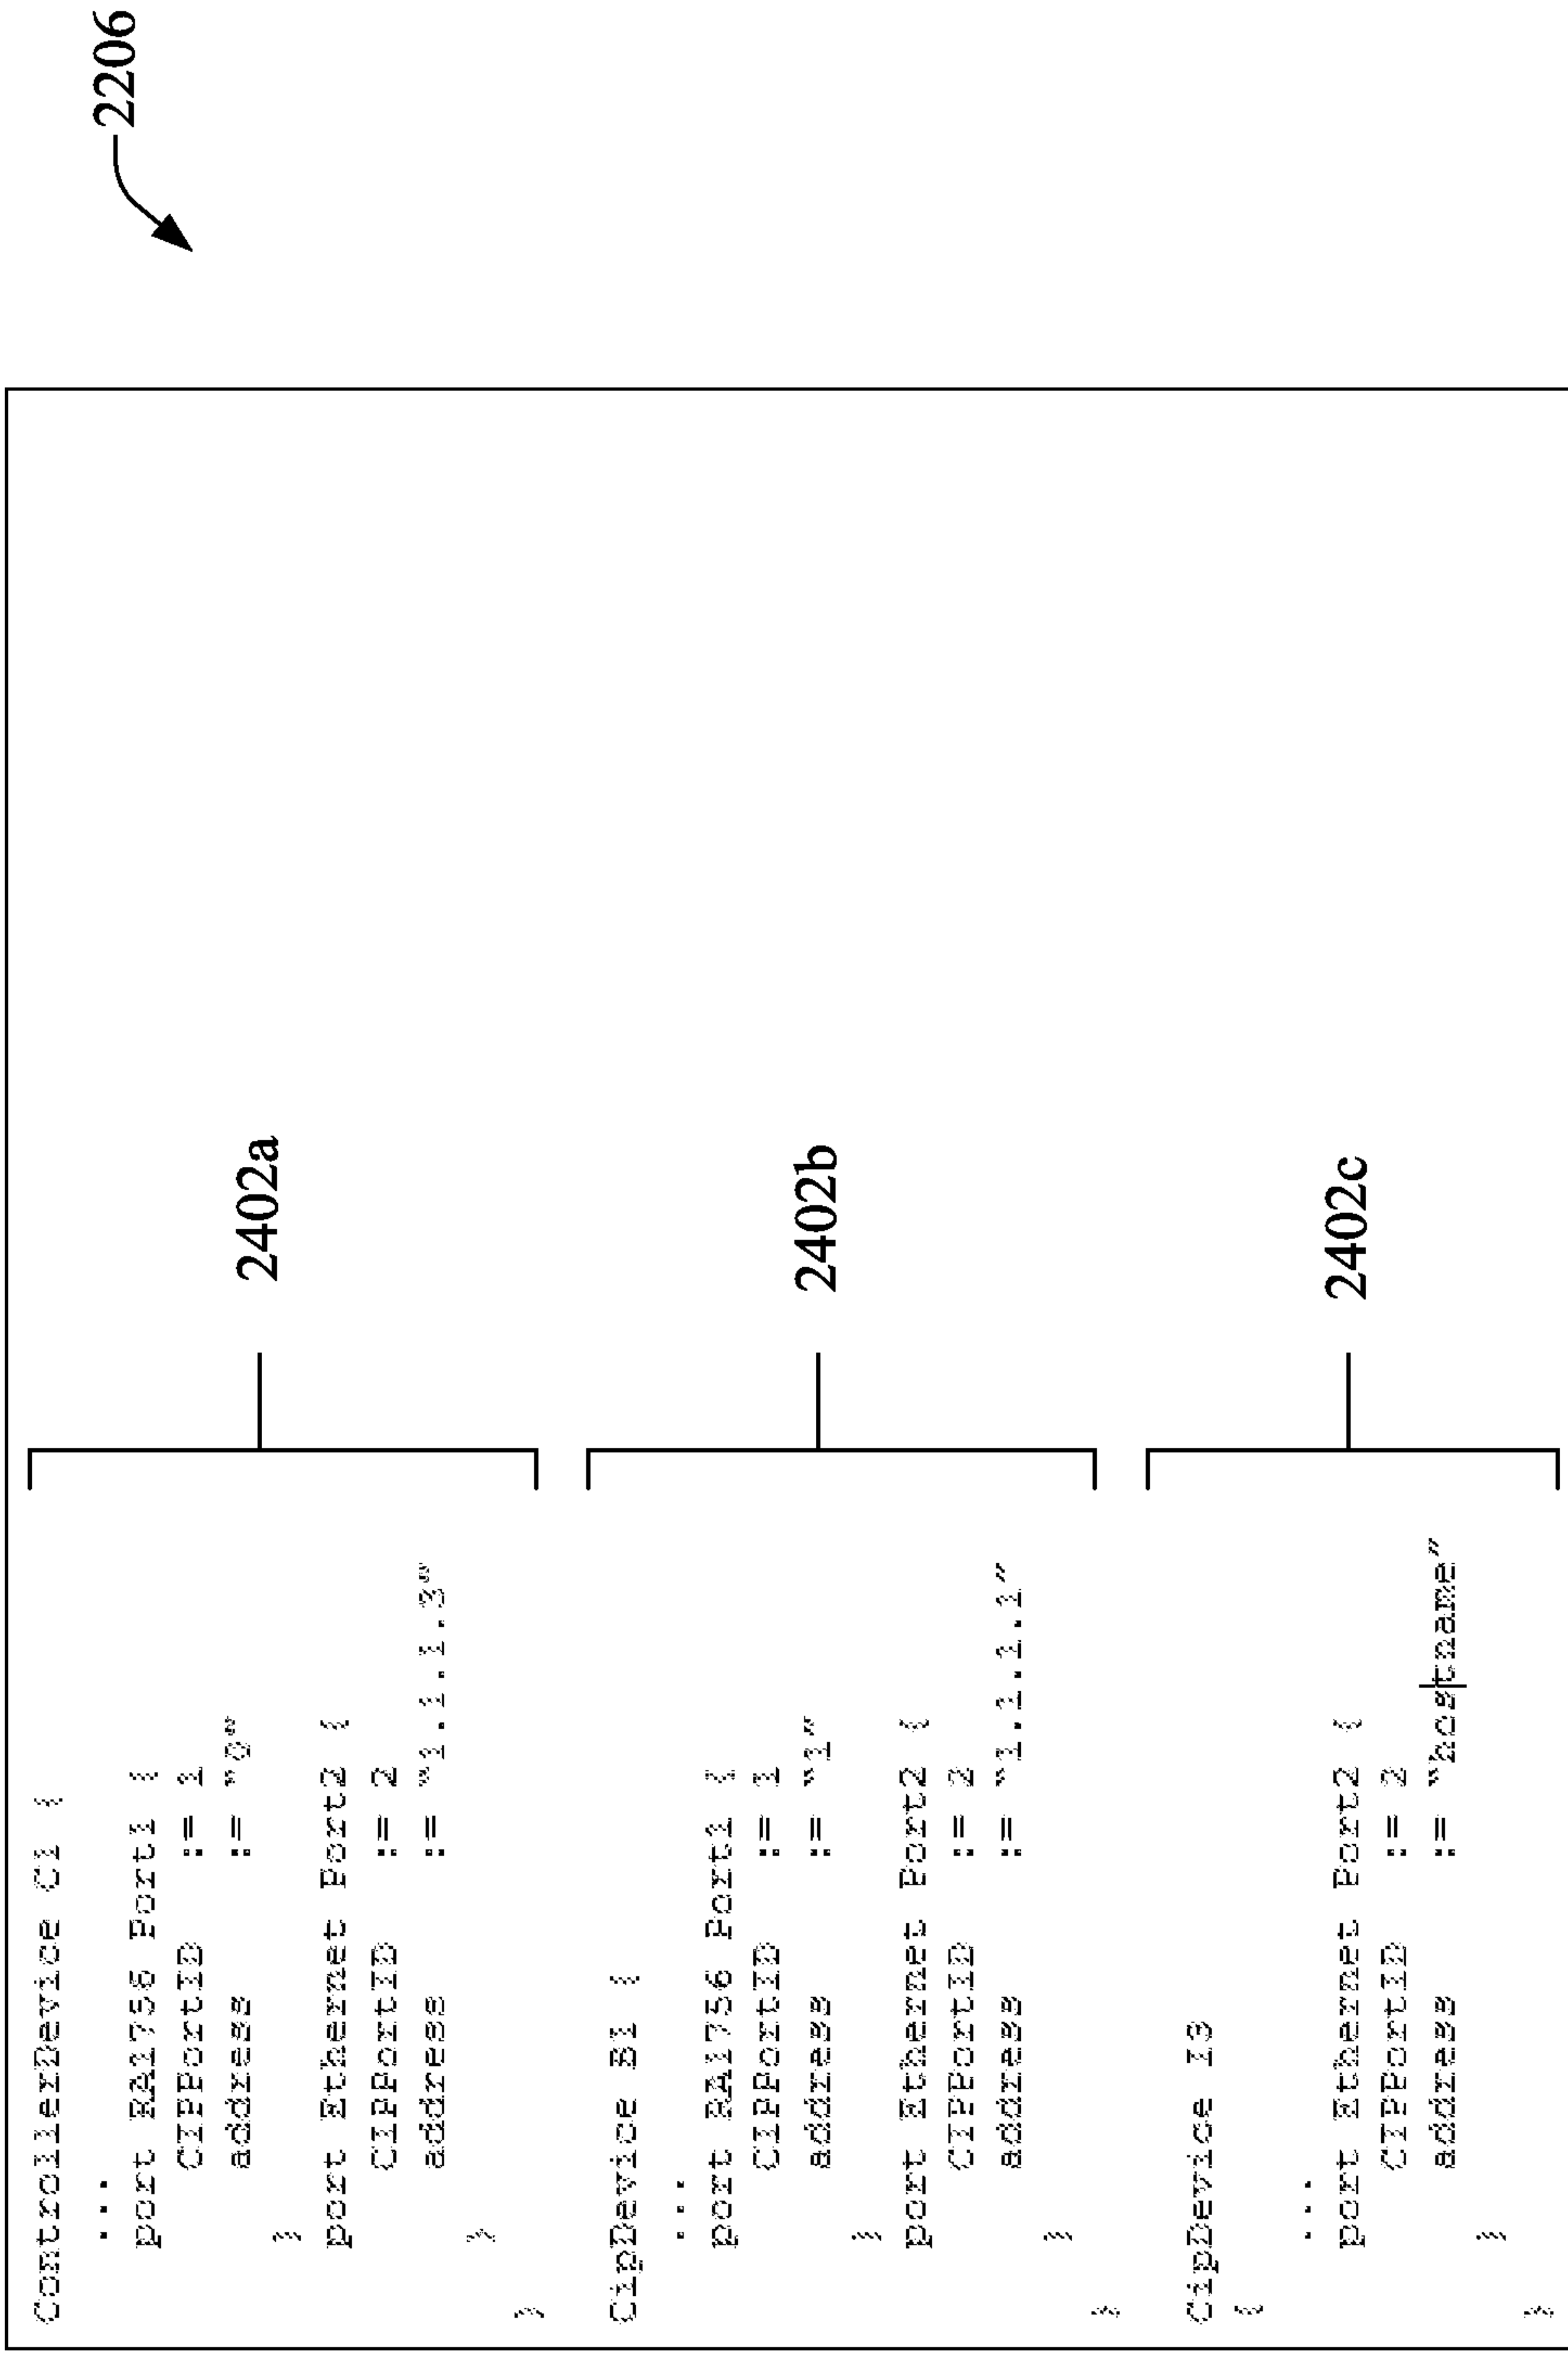 2206
ControllerDevice C1 {
...
port RA1756 Port1 {
CIPPortID := 1
address := "0"
}
port Ethernet Port2 {
CIPPortID := 2
address := "1.1.1.3"
}
}
2402a
CipDevice B1 {
...
port RA1756 Port1 {
CIPPortID := 1
address := "1"
}
port Ethernet Port2 {
CIPPortID := 2
address := "1.1.1.1"
}
}
2402b
CipDevice I3
{
...
port Ethernet Port2 {
CIPPortID := 2
address := "hostname"
}
}
2402c